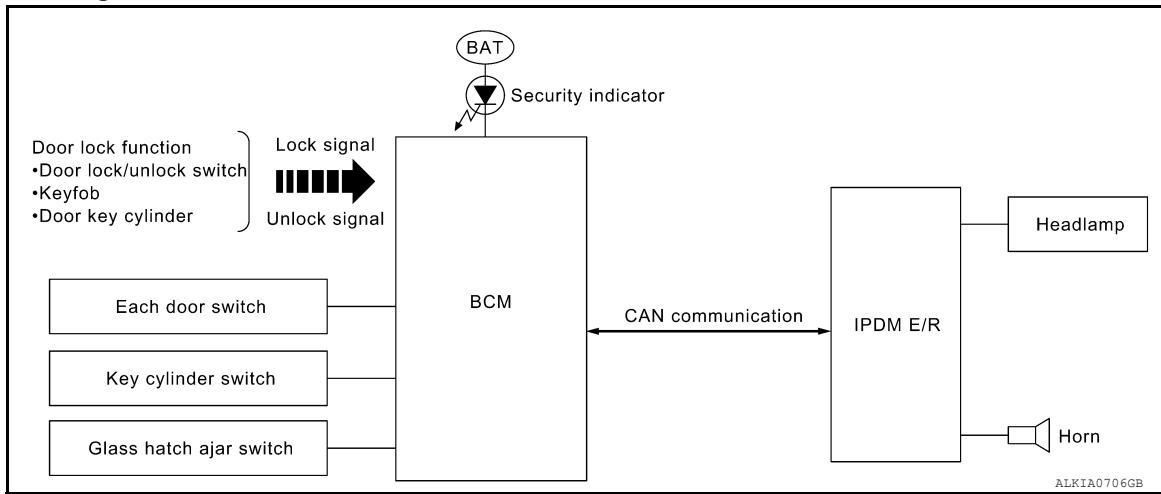 BAT
Security indicator
Door lock function
•Door lock/unlock switch
•Keyfob
•Door key cylinder
Lock signal
Unlock signal
Each door switch
Key cylinder switch
Glass hatch ajar switch
BCM
CAN communication
IPDM E/R
Headlamp
Horn
ALKIA0706GB